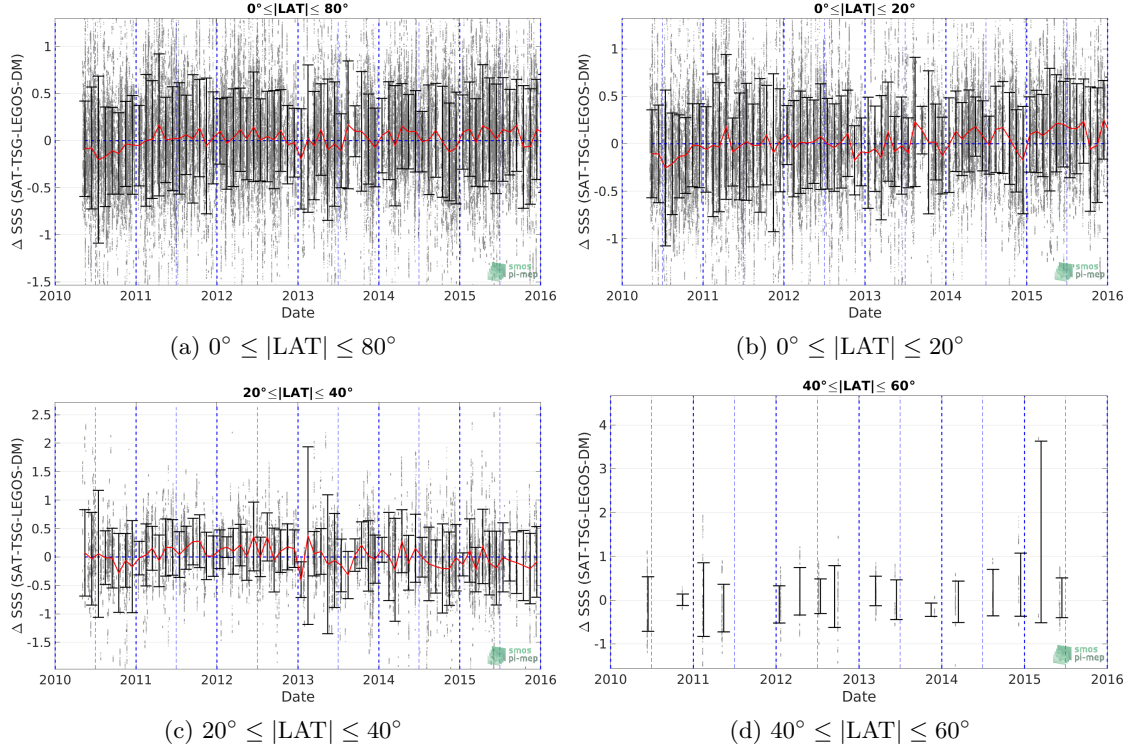 0°≤|LAT|≤ 80°
Δ SSS (SAT-TSG-LEGOS-DM)
1
0.5
0
-0.5
-1
-1.5
smos
pi-mep
2010 2011 2012 2013 2014 2015 2016
Date
(a) 0° ≤ |LAT| ≤ 80°
0°≤|LAT|≤ 20°
Δ SSS (SAT-TSG-LEGOS-DM)
1
0.5
0
-0.5
-1
smos
pi-mep
2010 2011 2012 2013 2014 2015 2016
Date
(b) 0° ≤ |LAT| ≤ 20°
20°≤|LAT|≤ 40°
Δ SSS (SAT-TSG-LEGOS-DM)
2.5
2
1.5
1
0.5
0
-0.5
-1
-1.5
smos
pi-mep
2010 2011 2012 2013 2014 2015 2016
Date
(c) 20° ≤ |LAT| ≤ 40°
40°≤|LAT|≤ 60°
Δ SSS (SAT-TSG-LEGOS-DM)
4
3
2
1
0
-1
smos
pi-mep
2010 2011 2012 2013 2014 2015 2016
Date
(d) 40° ≤ |LAT| ≤ 60°